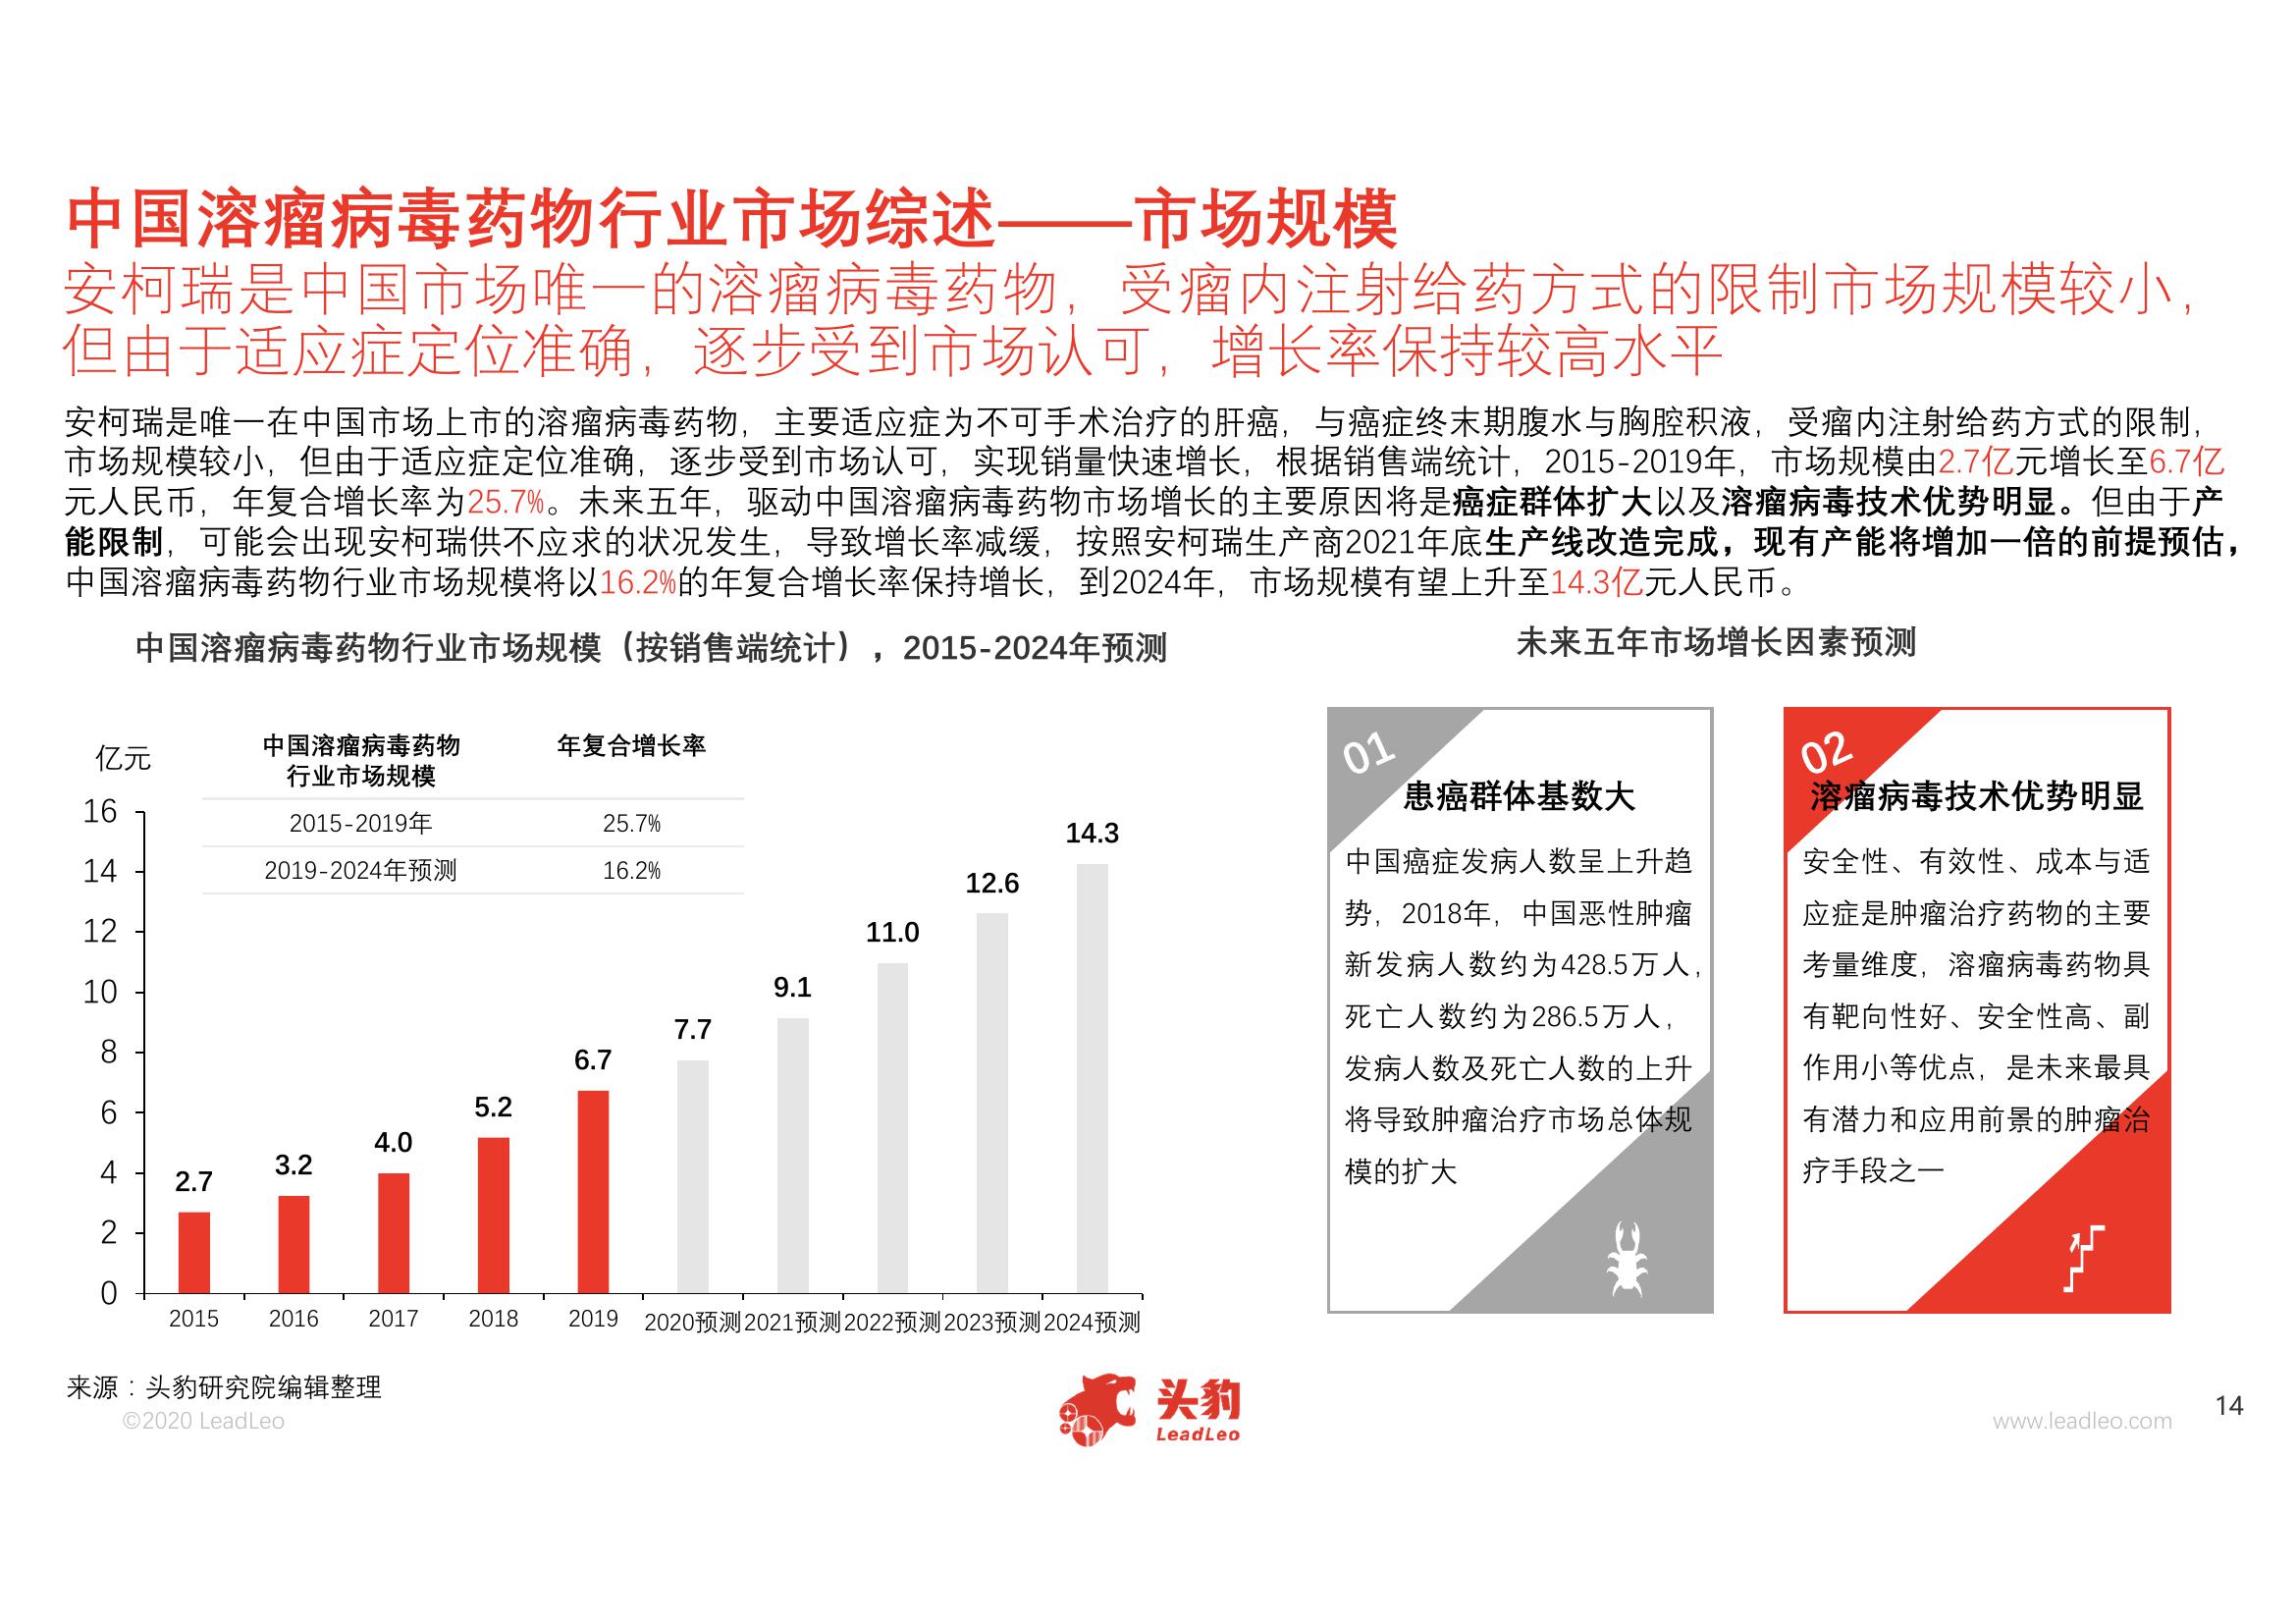 中国溶瘤病毒药物行业市场综述——市场规模
安柯瑞是中国市场唯一的溶瘤病毒药物，受瘤内注射给药方式的限制市场规模较小，
但由于适应症定位准确，逐步受到市场认可，增长率保持较高水平
安柯瑞是唯一在中国市场上市的溶瘤病毒药物，主要适应症为不可手术治疗的肝癌，与癌症终末期腹水与胸腔积液，受瘤内注射给药方式的限制，
市场规模较小，但由于适应症定位准确，逐步受到市场认可，实现销量快速增长，根据销售端统计，2015-2019年，市场规模由2.7亿元增长至6.7亿
元人民币，年复合增长率为25.7%。未来五年，驱动中国溶瘤病毒药物市场增长的主要原因将是癌症群体扩大以及溶瘤病毒技术优势明显。但由于产
能限制，可能会出现安柯瑞供不应求的状况发生，导致增长率减缓，按照安柯瑞生产商2021年底生产线改造完成，现有产能将增加一倍的前提预估，
中国溶瘤病毒药物行业市场规模将以16.2%的年复合增长率保持增长，到2024年，市场规模有望上升至14.3亿元人民币。
中国溶瘤病毒药物行业市场规模（按销售端统计），2015-2024年预测
亿元
中国溶瘤病毒药物 年复合增长率
行业市场规模
2015-2019年 25.7%
2019-2024年预测 16.2%
16
14
12
10
8
6
4
2
0
2.7
3.2
4.0
5.2
6.7
7.7
9.1
11.0
12.6
14.3
2015 2016 2017 2018 2019 2020预测 2021预测 2022预测 2023预测 2024预测
未来五年市场增长因素预测
01
患癌群体基数大
中国癌症发病人数呈上升趋
势，2018年，中国恶性肿瘤
新发病人数约为428.5万人，
死亡人数约为286.5万人，
发病人数及死亡人数的上升
将导致肿瘤治疗市场总体规
模的扩大
02
溶瘤病毒技术优势明显
安全性、有效性、成本与适
应症是肿瘤治疗药物的主要
考量维度，溶瘤病毒药物具
有靶向性好、安全性高、副
作用小等优点，是未来最具
有潜力和应用前景的肿瘤治
疗手段之一
来源：头豹研究院编辑整理
©2020 LeadLeo
头豹
LeadLeo
www.leadleo.com
14